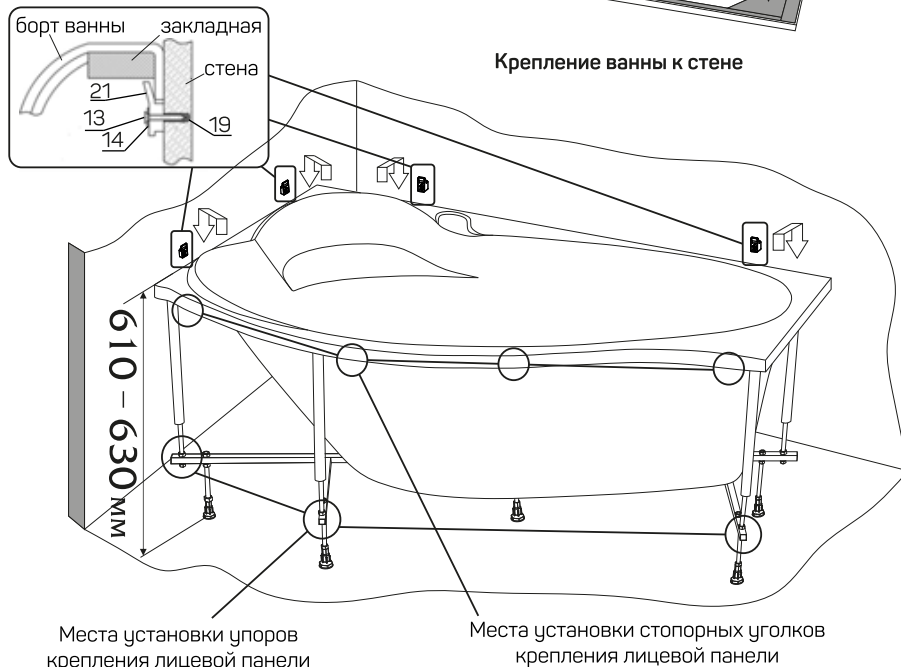 борт ванны
закладная
стена
21
13
14
19
Крепление ванны к стене
610 – 630 мм
Места установки упоров
крепления лицевой панели
Места установки стопорных уголков
крепления лицевой панели